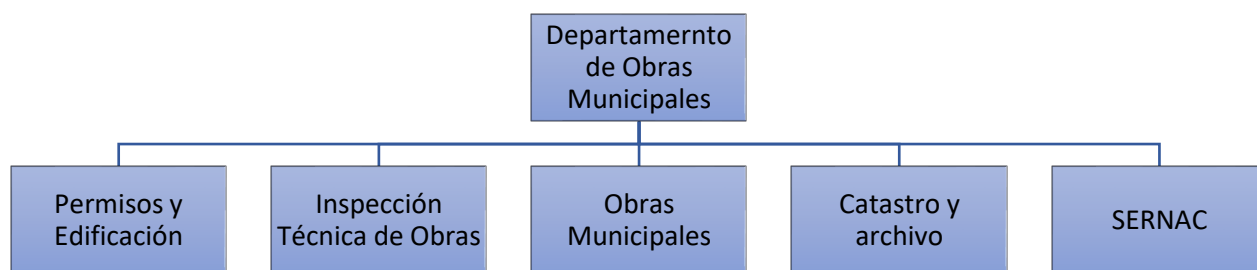 Departamernto
de Obras
Municipales
Permisos y
Edificación
Inspección
Técnica de Obras
Obras
Municipales
Catastro y
archivo
SERNAC